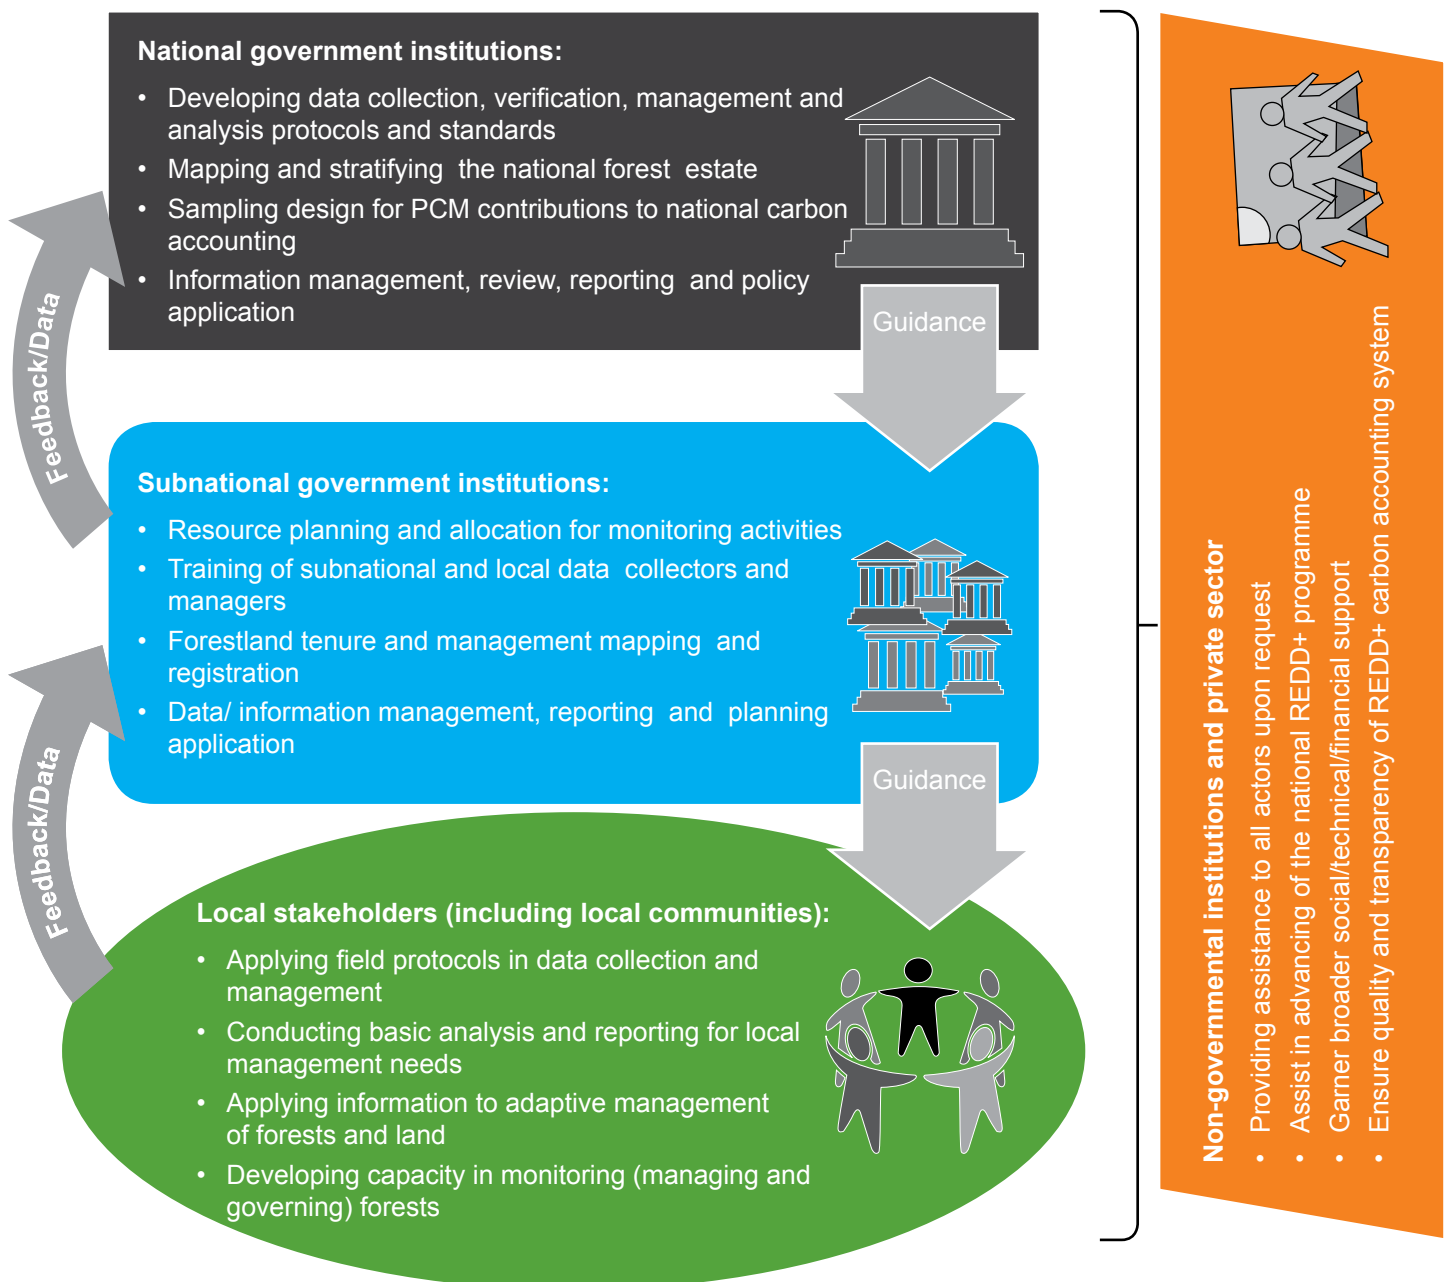 National government institutions:
• Developing data collection, verification, management and
analysis protocols and standards
• Mapping and stratifying the national forest estate
• Sampling design for PCM contributions to national carbon
accounting
• Information management, review, reporting and policy
application
Guidance
Feedback/Data
Subnational government institutions:
• Resource planning and allocation for monitoring activities
• Training of subnational and local data collectors and
managers
• Forestland tenure and management mapping and
registration
• Data/ information management, reporting and planning
application
Guidance
Feedback/Data
Local stakeholders (including local communities):
• Applying field protocols in data collection and
management
• Conducting basic analysis and reporting for local
management needs
• Applying information to adaptive management
of forests and land
• Developing capacity in monitoring (managing and
governing) forests
Non-governmental institutions and private sector
• Providing assistance to all actors upon request
• Assist in advancing of the national REDD+ programme
• Garner broader social/technical/financial support
• Ensure quality and transparency of REDD+ carbon accounting system